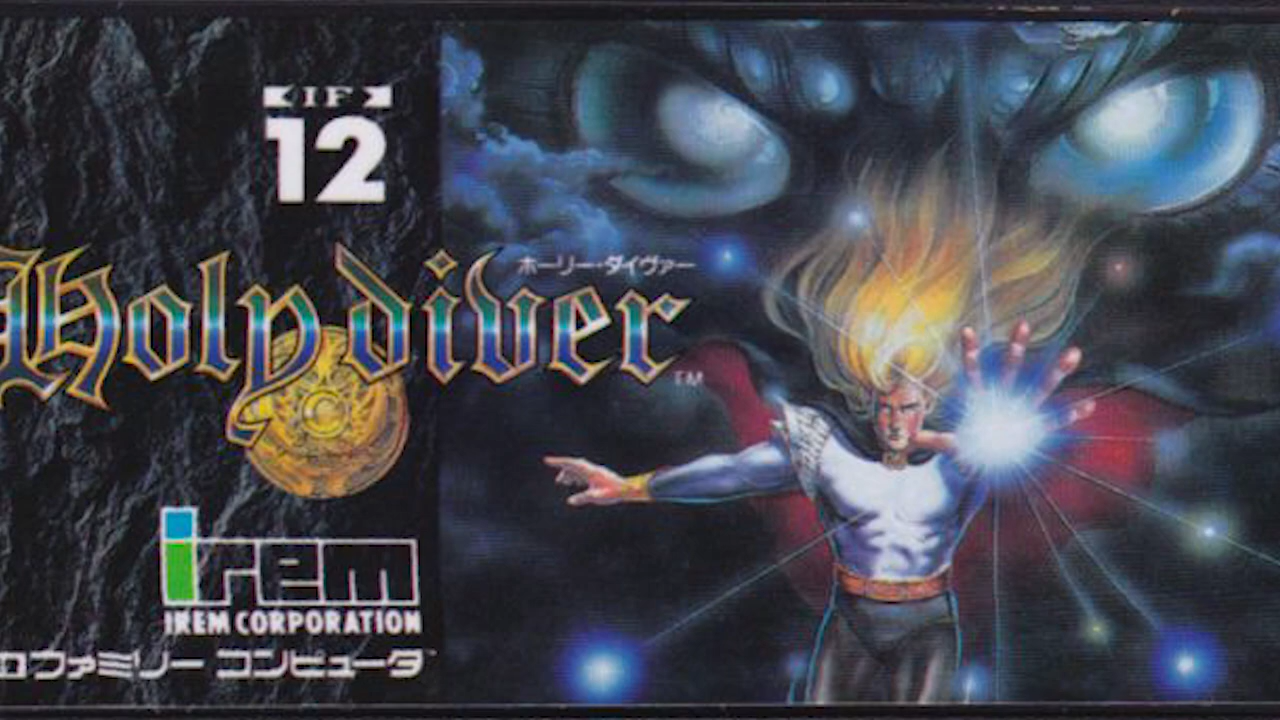 IF
12
ホーリー・ダイヴァー
Holy diver
TM
irem
IREM CORPORATION
ファミリー コンピュータ